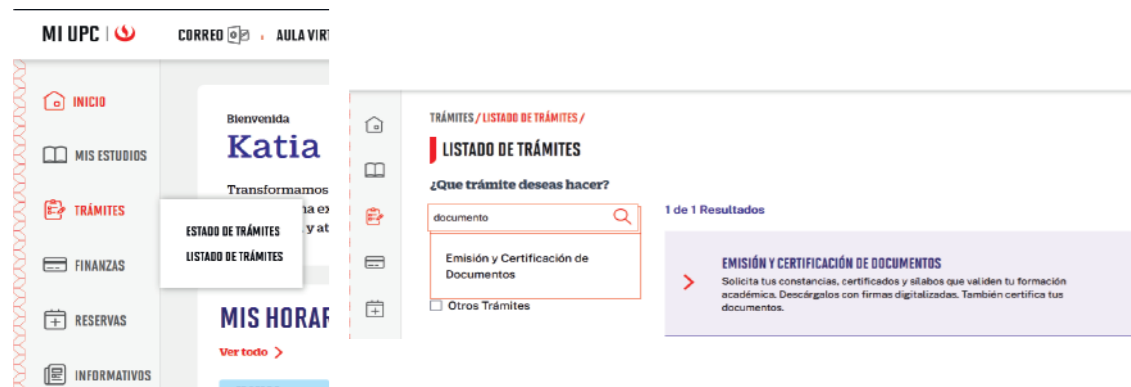 MI UPC
CORREO
AULA VIRT
INICIO
MIS ESTUDIOS
TRÁMITES
FINANZAS
RESERVAS
INFORMATIVOS
Bienvenida
Katia
Transformamos
na ex
y at
ESTADO DE TRÁMITES
LISTADO DE TRÁMITES
MIS HORAR
Ver todo
TRÁMITES / LISTADO DE TRÁMITES /
LISTADO DE TRÁMITES
¿Que trámite deseas hacer?
documento
Emisión y Certificación de
Documentos
Otros Trámites
1 de 1 Resultados
EMISIÓN Y CERTIFICACIÓN DE DOCUMENTOS
Solicita tus constancias, certificados y sílabos que validen tu formación
académica. Descárgalos con firmas digitalizadas. También certifica tus
documentos.